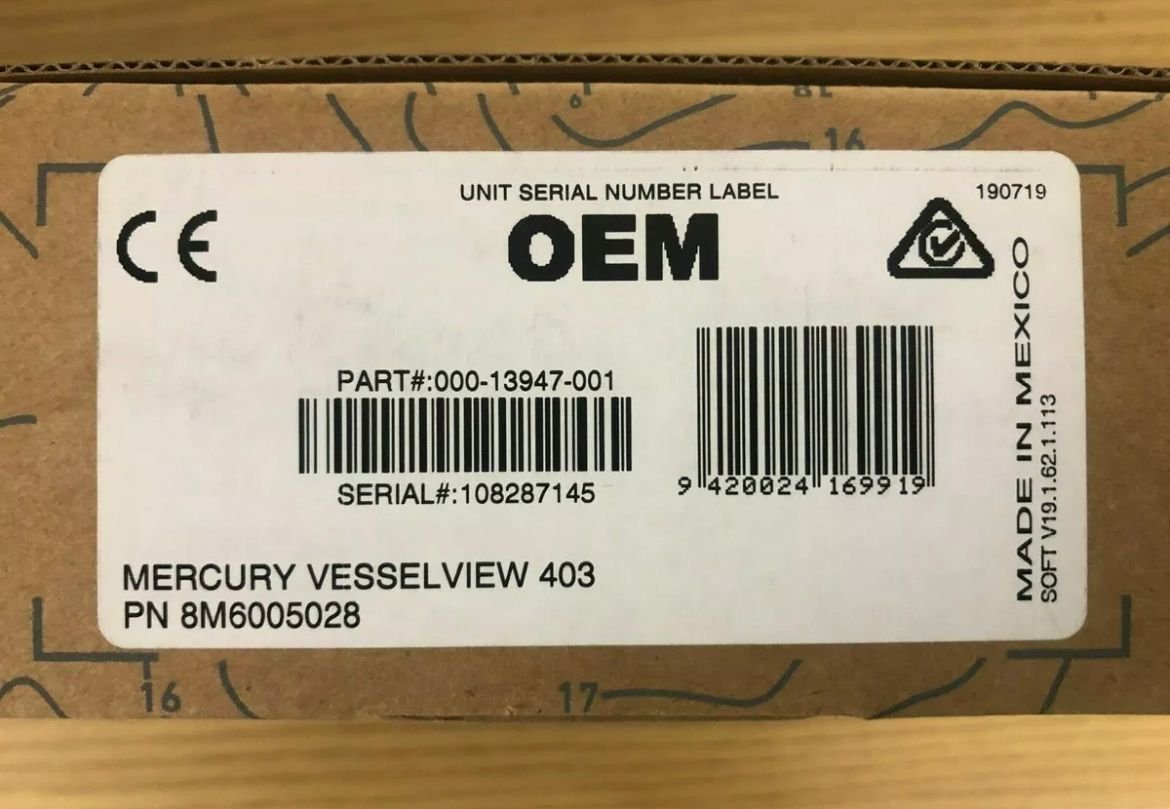 18
16
UNIT SERIAL NUMBER LABEL
190719
CE
OEM
PART#:000-13947-001
SERIAL#:108287145
9 420024 169919
MADE IN MEXICO
SOFT V19.1.62.1.113
MERCURY VESSELVIEW 403
PN 8M6005028
16
17